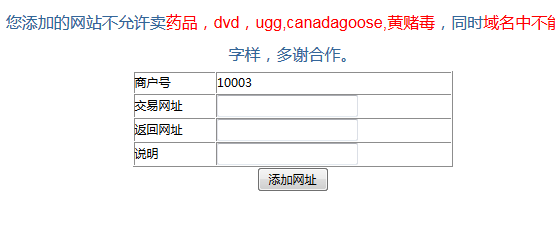 您添加的网站不允许卖药品，dvd，ugg,canadagoose,黄赌毒，同时域名中不
字样，多谢合作。
商户号 10003
交易网址
返回网址
说明
添加网址